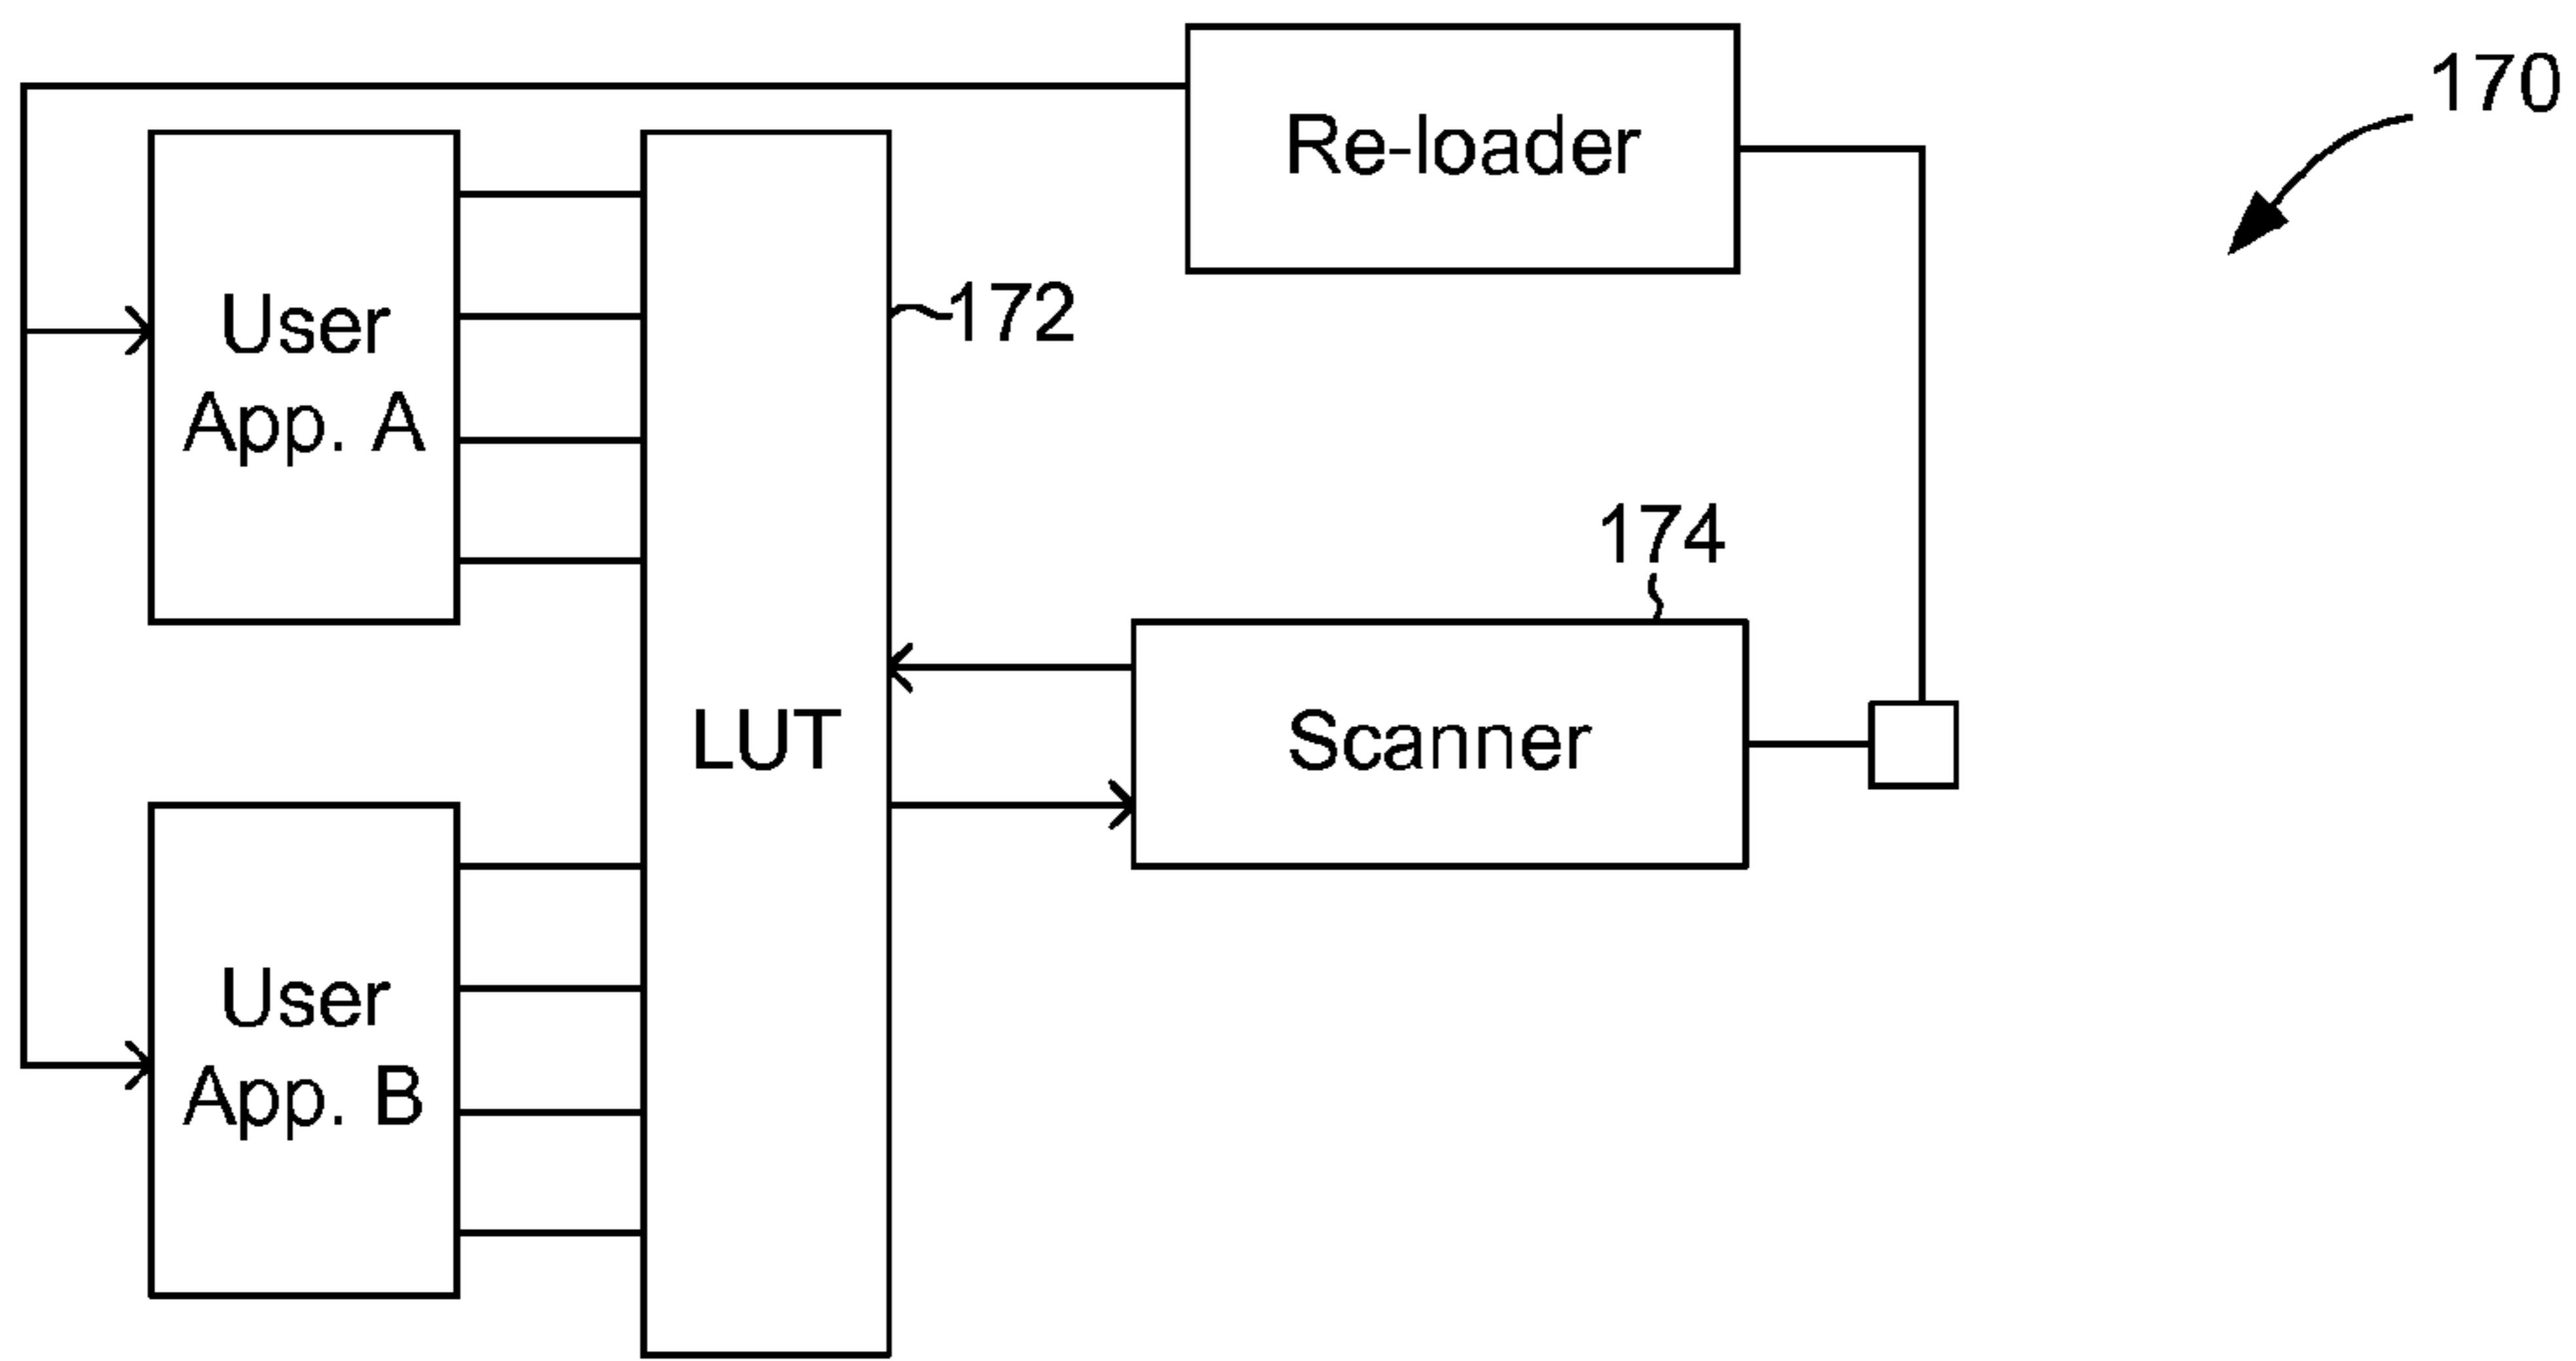 Re-loader
170
User
App. A
172
174
LUT
Scanner
User
App. B